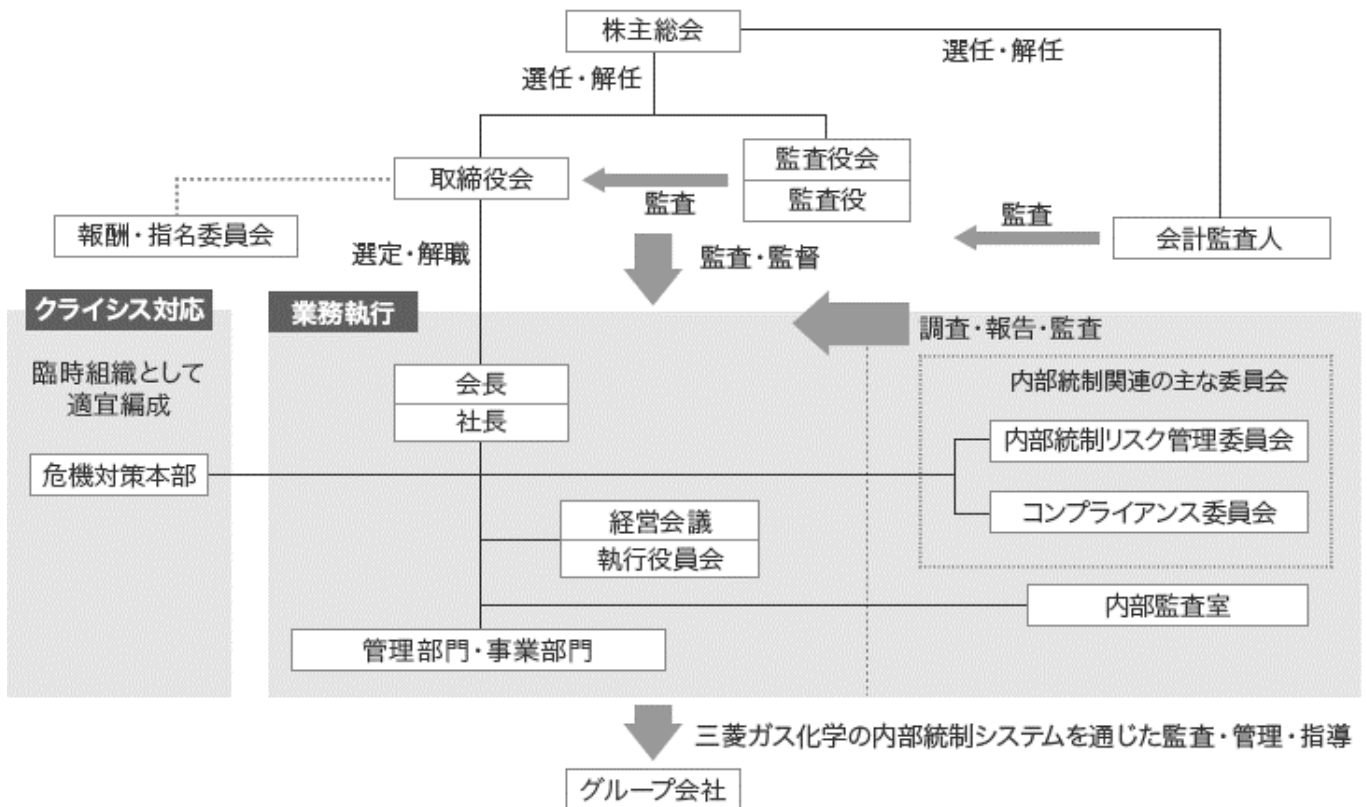 株主総会
選任・解任
選任・解任
監査役会
監査役
取締役会
監査
監査
会計監査人
報酬・指名委員会
選定・解職
監査・監督
クライシス対応
業務執行
調査・報告・監査
臨時組織として
適宜編成
会長
社長
内部統制関連の主な委員会
内部統制リスク管理委員会
危機対策本部
コンプライアンス委員会
経営会議
執行役員会
内部監査室
管理部門・事業部門
三菱ガス化学の内部統制システムを通じた監査・管理・指導
グループ会社